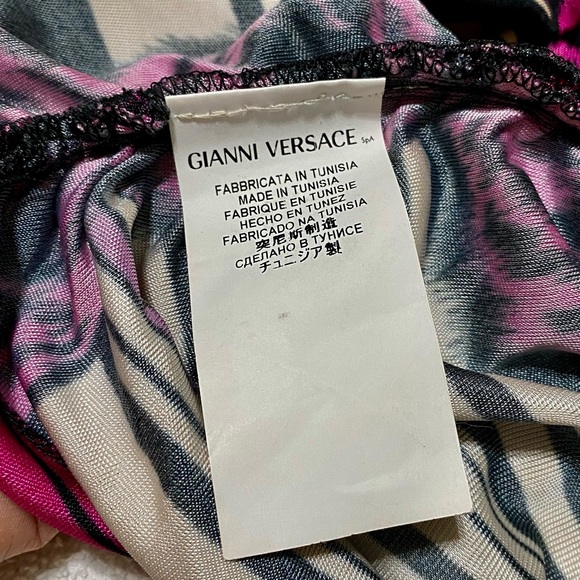 GIANNI VERSACE SpA
FABBRICATA IN TUNISIA
MADE IN TUNISIA
FABRIQUE EN TUNISIE
HECHO EN TUNEZ
FABRICADO NA TUNISIA
突尼斯制造
СДЕЛАНО В ТУНИСЕ
チュニジア製